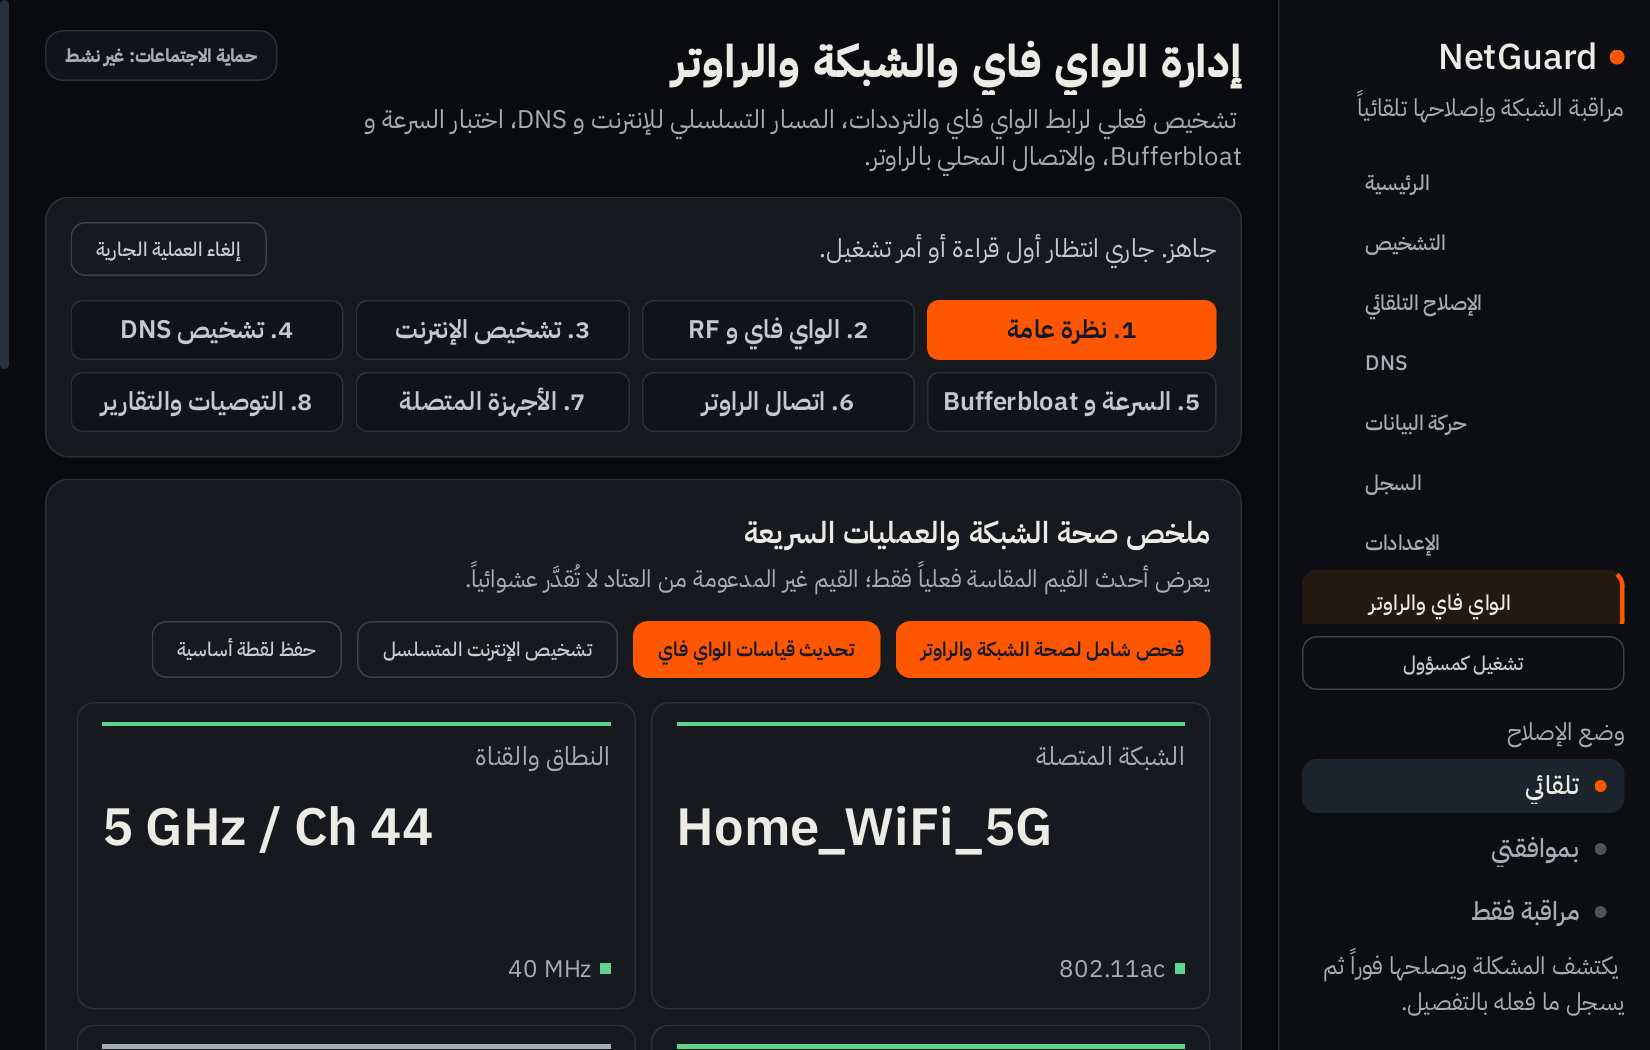 NetGuard
مراقبة الشبكة وإصلاحها تلقائياً
الرئيسية
التشخيص
الإصلاح التلقائي
DNS
حركة البيانات
السجل
الإعدادات
الواي فاي والراوتر
تشغيل كمسؤول
وضع الإصلاح
تلقائي
بموافقتي
مراقبة فقط
يكتشف المشكلة ويصلحها فوراً ثم
يسجل ما فعله بالتفصيل.
إدارة الواي فاي والشبكة والراوتر
حماية الاجتماعات: غير نشط
تشخيص فعلي لرابط الواي فاي والترددات، المسار التسلسلي للإنترنت و DNS، اختبار السرعة و
Bufferbloat، والاتصال المحلي بالراوتر.
جاهز. جاري انتظار أول قراءة أو أمر تشغيل.
إلغاء العملية الجارية
1. نظرة عامة
2. الواي فاي و RF
3. تشخيص الإنترنت
4. تشخيص DNS
5. السرعة و Bufferbloat
6. اتصال الراوتر
7. الأجهزة المتصلة
8. التوصيات والتقارير
ملخص صحة الشبكة والعمليات السريعة
يعرض أحدث القيم المقاسة فعلياً فقط؛ القيم غير المدعومة من العتاد لا تُقدَّر عشوائياً.
فحص شامل لصحة الشبكة والراوتر
تحديث قياسات الواي فاي
تشخيص الإنترنت المتسلسل
حفظ لقطة أساسية
الشبكة المتصلة
Home_WiFi_5G
802.11ac
النطاق والقناة
5 GHz / Ch 44
40 MHz